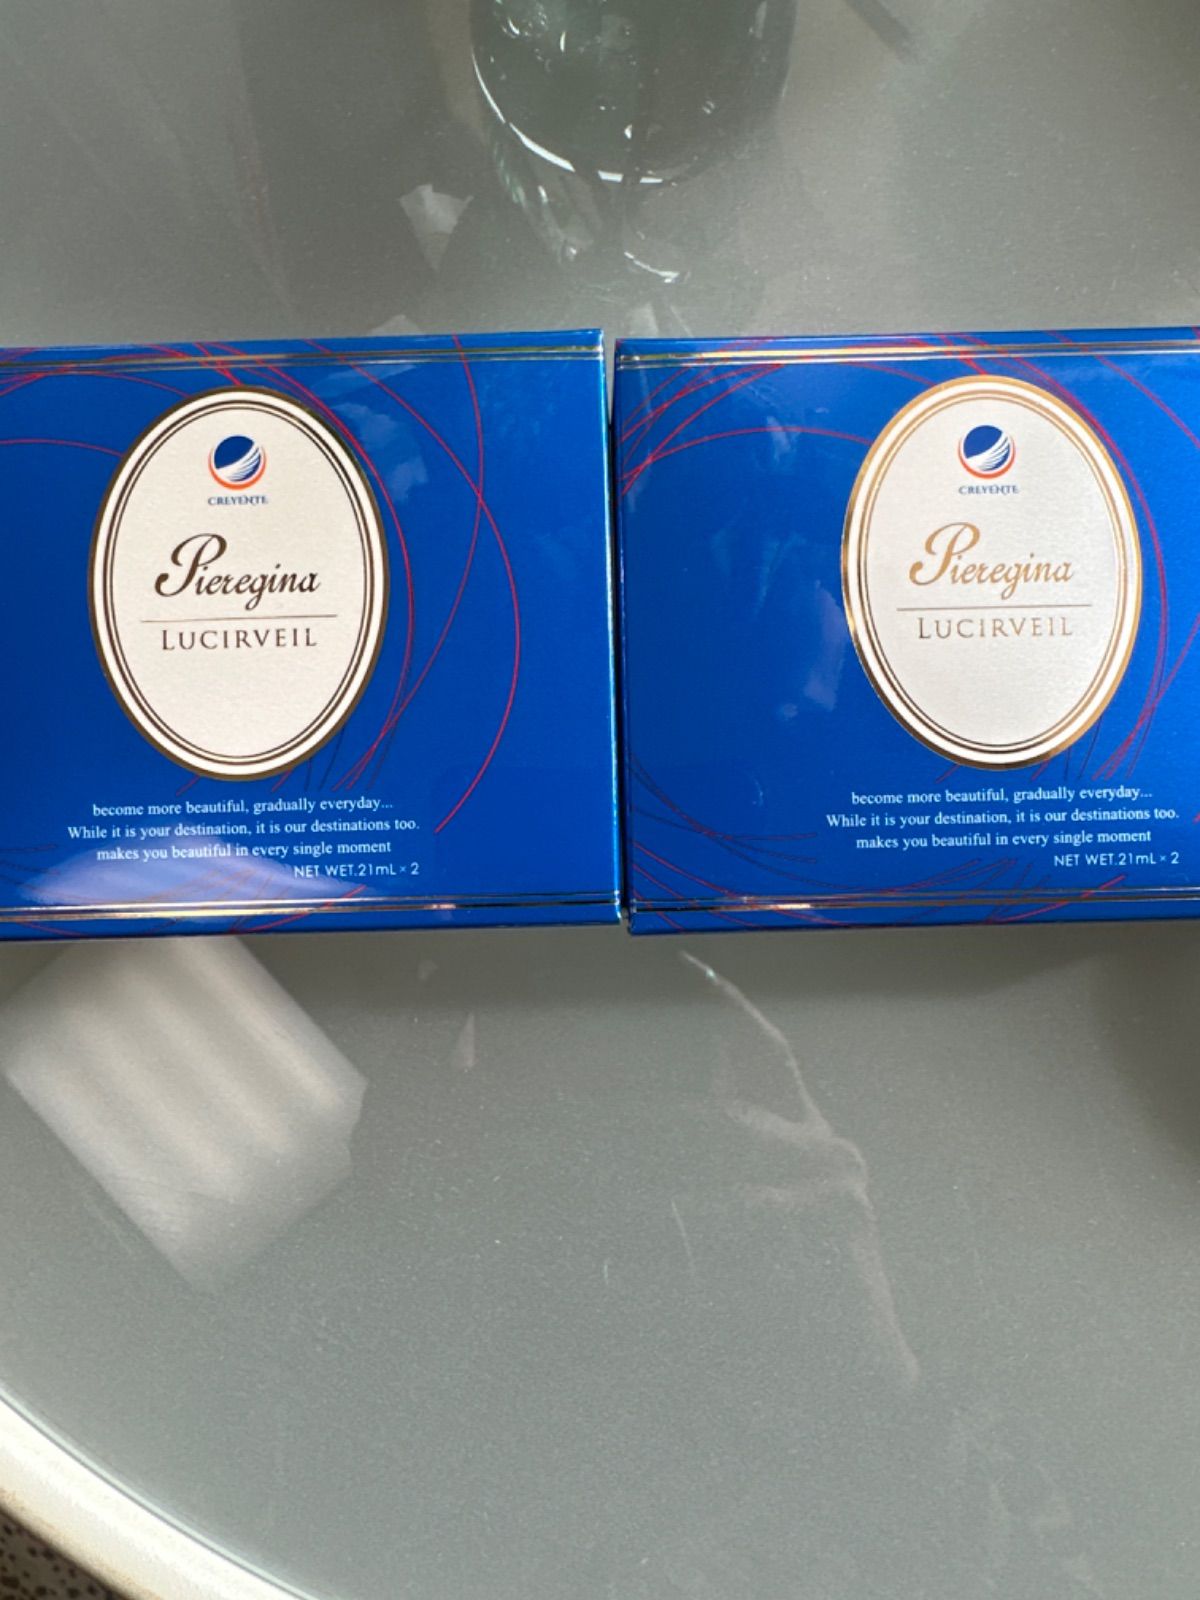 CREYENTE
Pieregina
LUCIRVEIL
become more beautiful, gradually everyday...
While it is your destination, it is our destinations too.
makes you beautiful in every single moment
NET WET.21mL × 2
CREYENTE
Pieregina
LUCIRVEIL
become more beautiful, gradually everyday...
While it is your destination, it is our destinations too.
makes you beautiful in every single moment
NET WET.21mL × 2